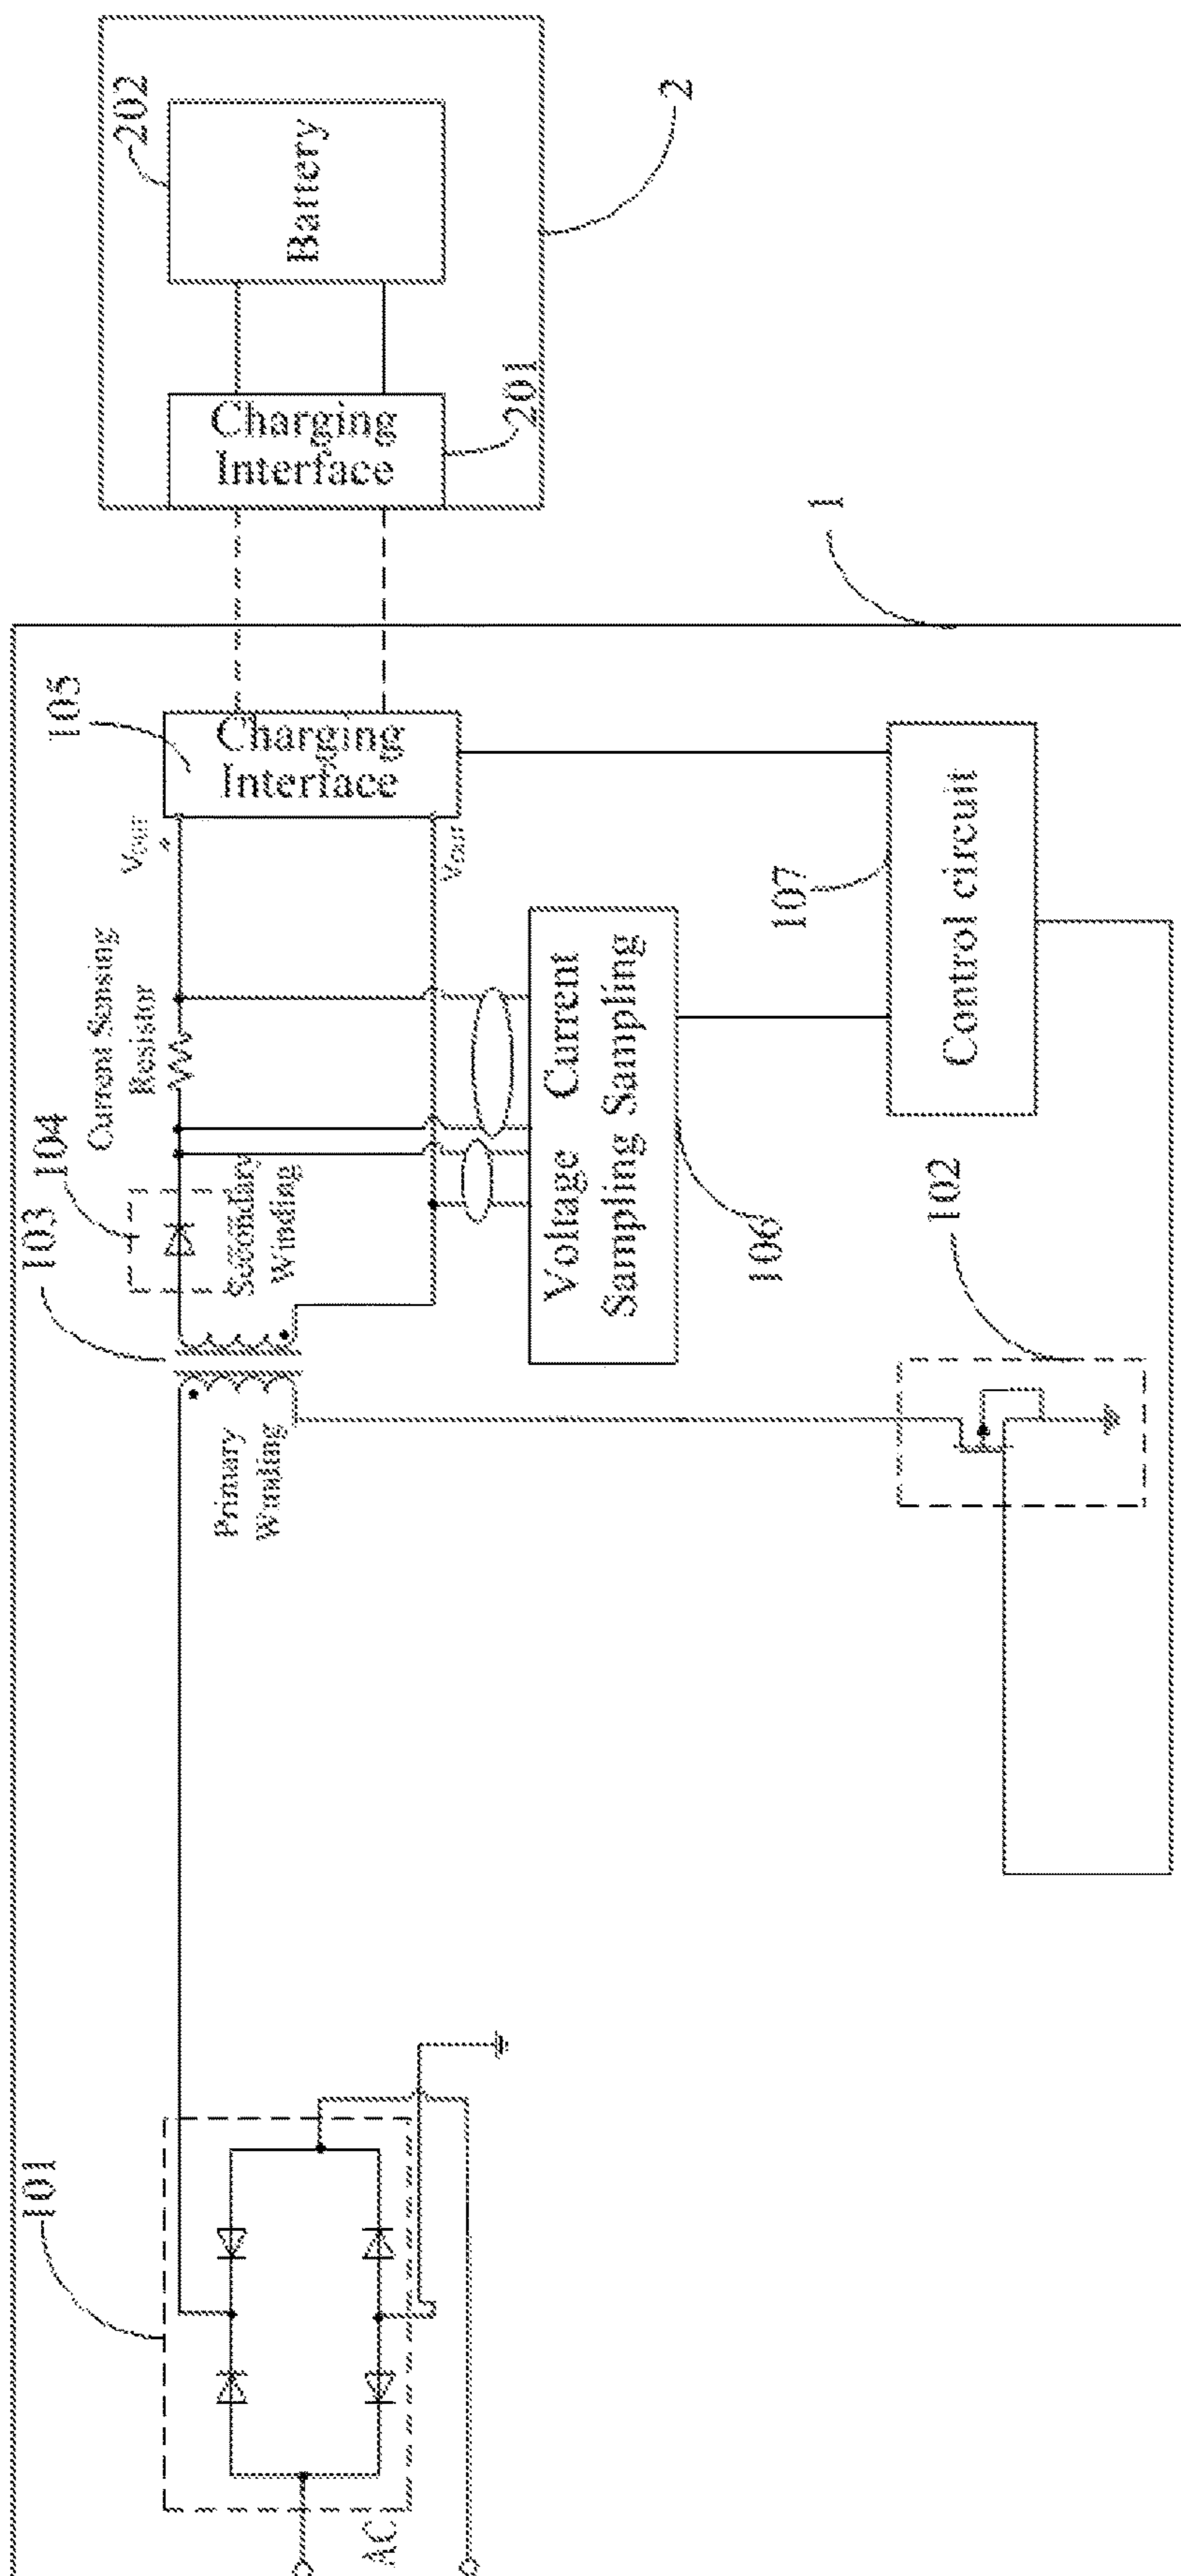 101
AC
103
104
Primary
Winding
Secondary
Winding
Current Sensing
Resistor
VOUT
VOUT
105
Charging
Interface
202
Battery
Charging
Interface
201
2
1
Voltage Current
Sampling Sampling
106
107
Control circuit
102